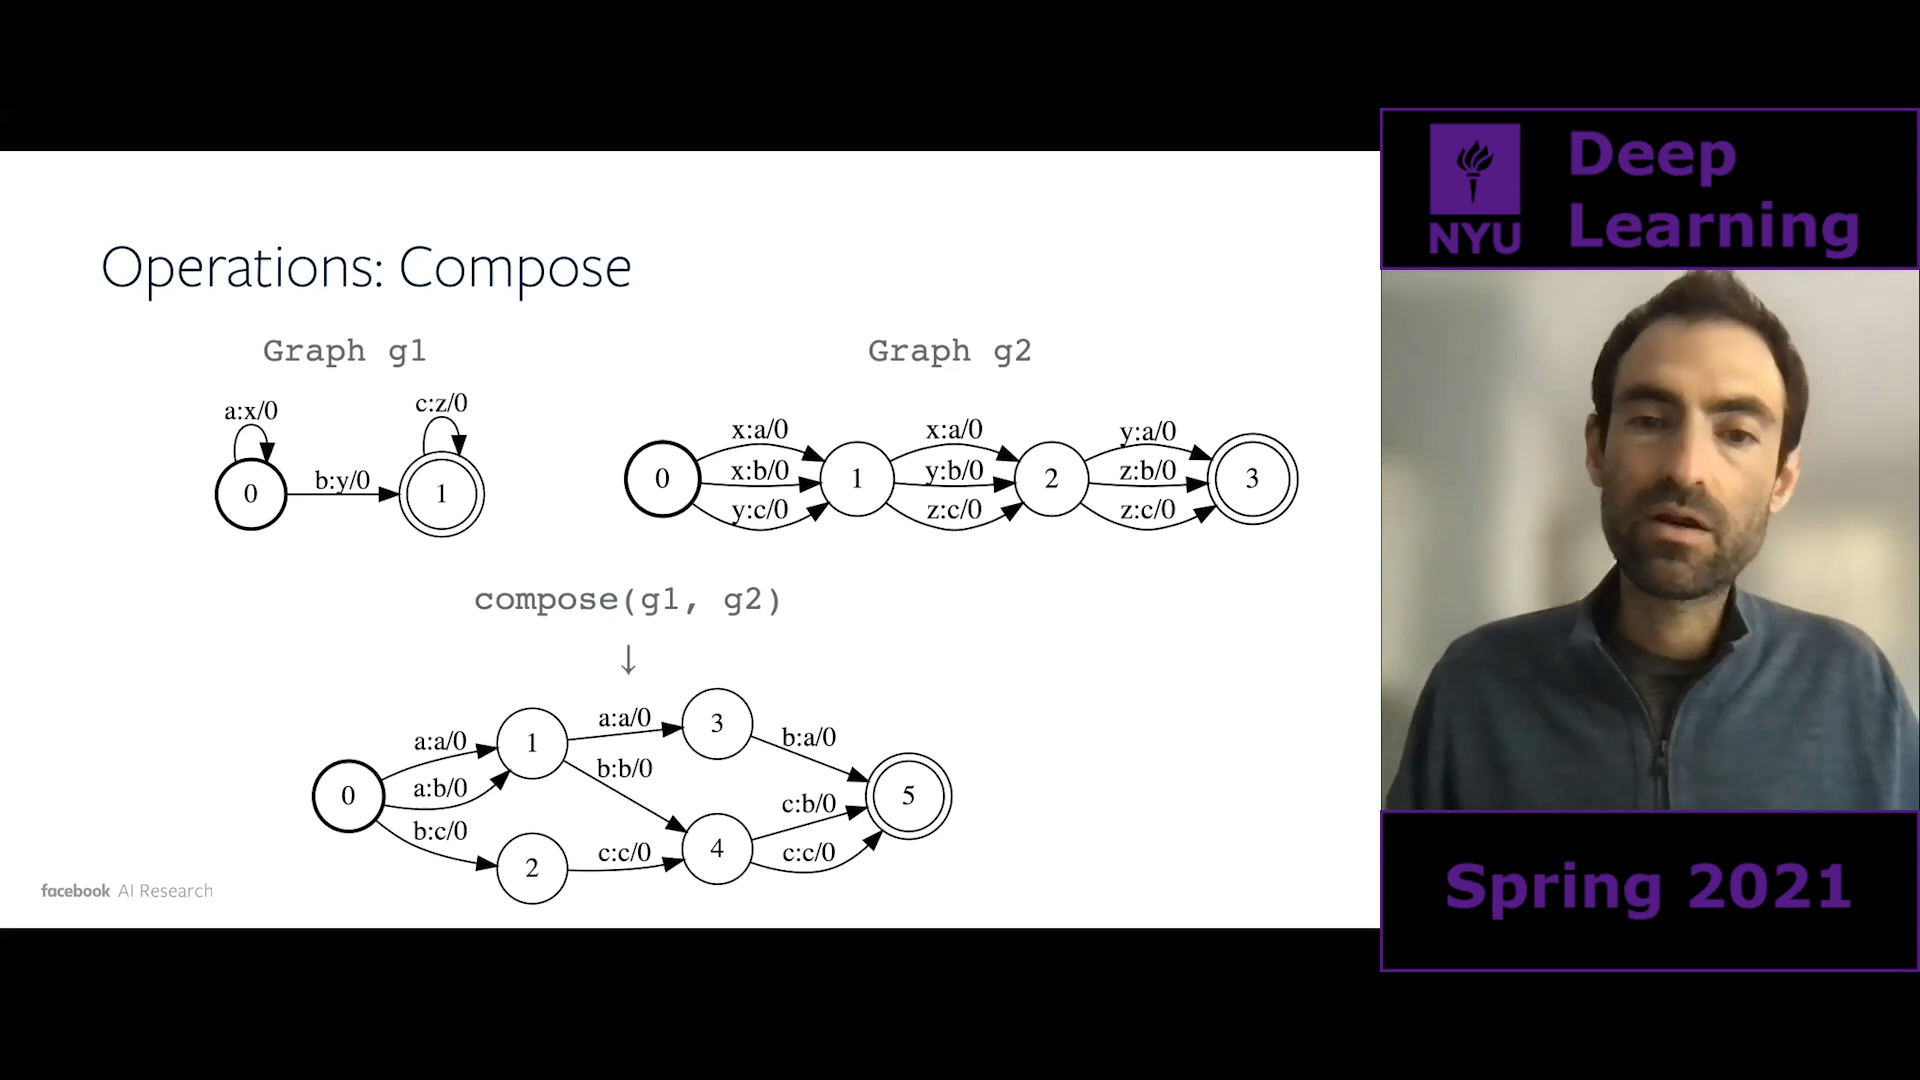 Operations: Compose
Graph g1
Graph g2
a:x/0
c:z/0
0
b:y/0
1
x:a/0
x:a/0
y:a/0
0
x:b/0
1
y:b/0
2
z:b/0
3
y:c/0
z:c/0
z:c/0
compose(g1, g2)
↓
0
a:a/0
a:b/0
b:c/0
1
2
a:a/0
b:b/0
c:c/0
3
4
b:a/0
c:b/0
c:c/0
5
facebook AI Research
NYU
Deep
Learning
Spring 2021